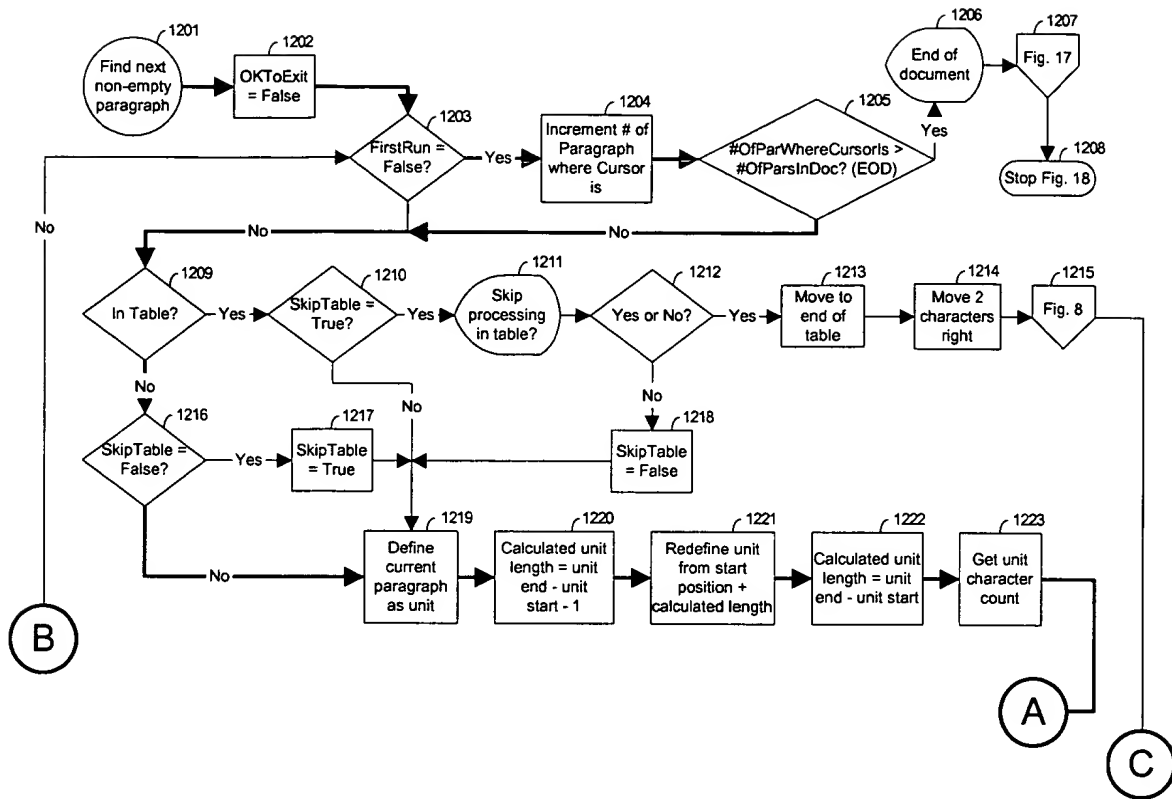 1201
Find next
non-empty
paragraph
1202
OKToExit
= False
1203
FirstRun =
False?
Yes
1204
Increment # of
Paragraph
where Cursor
is
1205
#OfParWhereCursorIs >
#OfParsInDoc? (EOD)
Yes
1206
End of
document
1207
Fig. 17
1208
Stop Fig. 18
No
No
No
1209
In Table?
Yes
1210
SkipTable =
True?
Yes
1211
Skip
processing
in table?
1212
Yes or No?
Yes
1213
Move to
end of
table
1214
Move 2
characters
right
1215
Fig. 8
No
No
No
1216
SkipTable =
False?
Yes
1217
SkipTable
= True
1218
SkipTable
= False
No
1219
Define
current
paragraph
as unit
1220
Calculated unit
length = unit
end - unit
start - 1
1221
Redefine unit
from start
position +
calculated length
1222
Calculated unit
length = unit
end - unit start
1223
Get unit
character
count
B
A
C